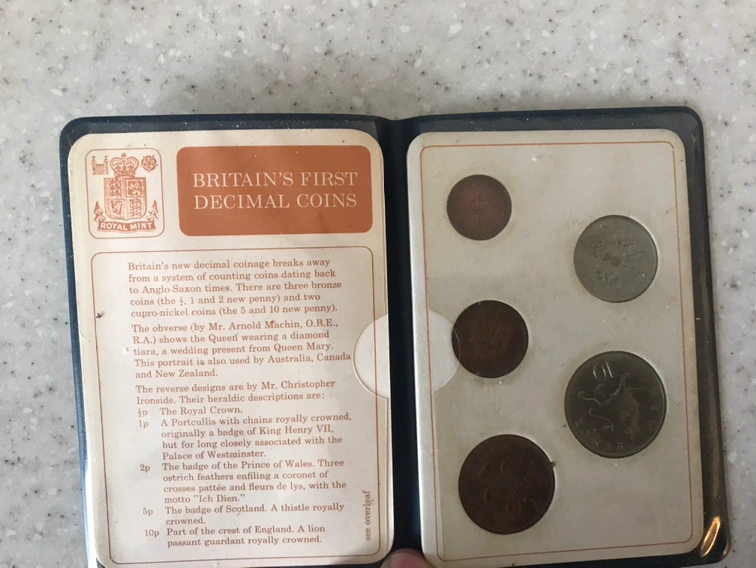 ROYAL MINT
BRITAIN'S FIRST
DECIMAL COINS
Britain's new decimal coinage breaks away
from a system of counting coins dating back
to Anglo-Saxon times. There are three bronze
coins (the ½, 1 and 2 new penny) and two
cupro-nickel coins (the 5 and 10 new penny).
The obverse (by Mr. Arnold Machin, O.B.E.,
R.A.) shows the Queen wearing a diamond
tiara, a wedding present from Queen Mary.
This portrait is also used by Australia, Canada
and New Zealand.
The reverse designs are by Mr. Christopher
Ironside. Their heraldic descriptions are:
½p The Royal Crown.
1p A Portcullis with chains royally crowned,
originally a badge of King Henry VII,
but for long closely associated with the
Palace of Westminster.
2p The badge of the Prince of Wales. Three
ostrich feathers enfiling a coronet of
crosses pattée and fleurs de lys, with the
motto "Ich Dien."
5p The badge of Scotland. A thistle royally
crowned.
10p Part of the crest of England. A lion
passant guardant royally crowned.
see overleaf
10